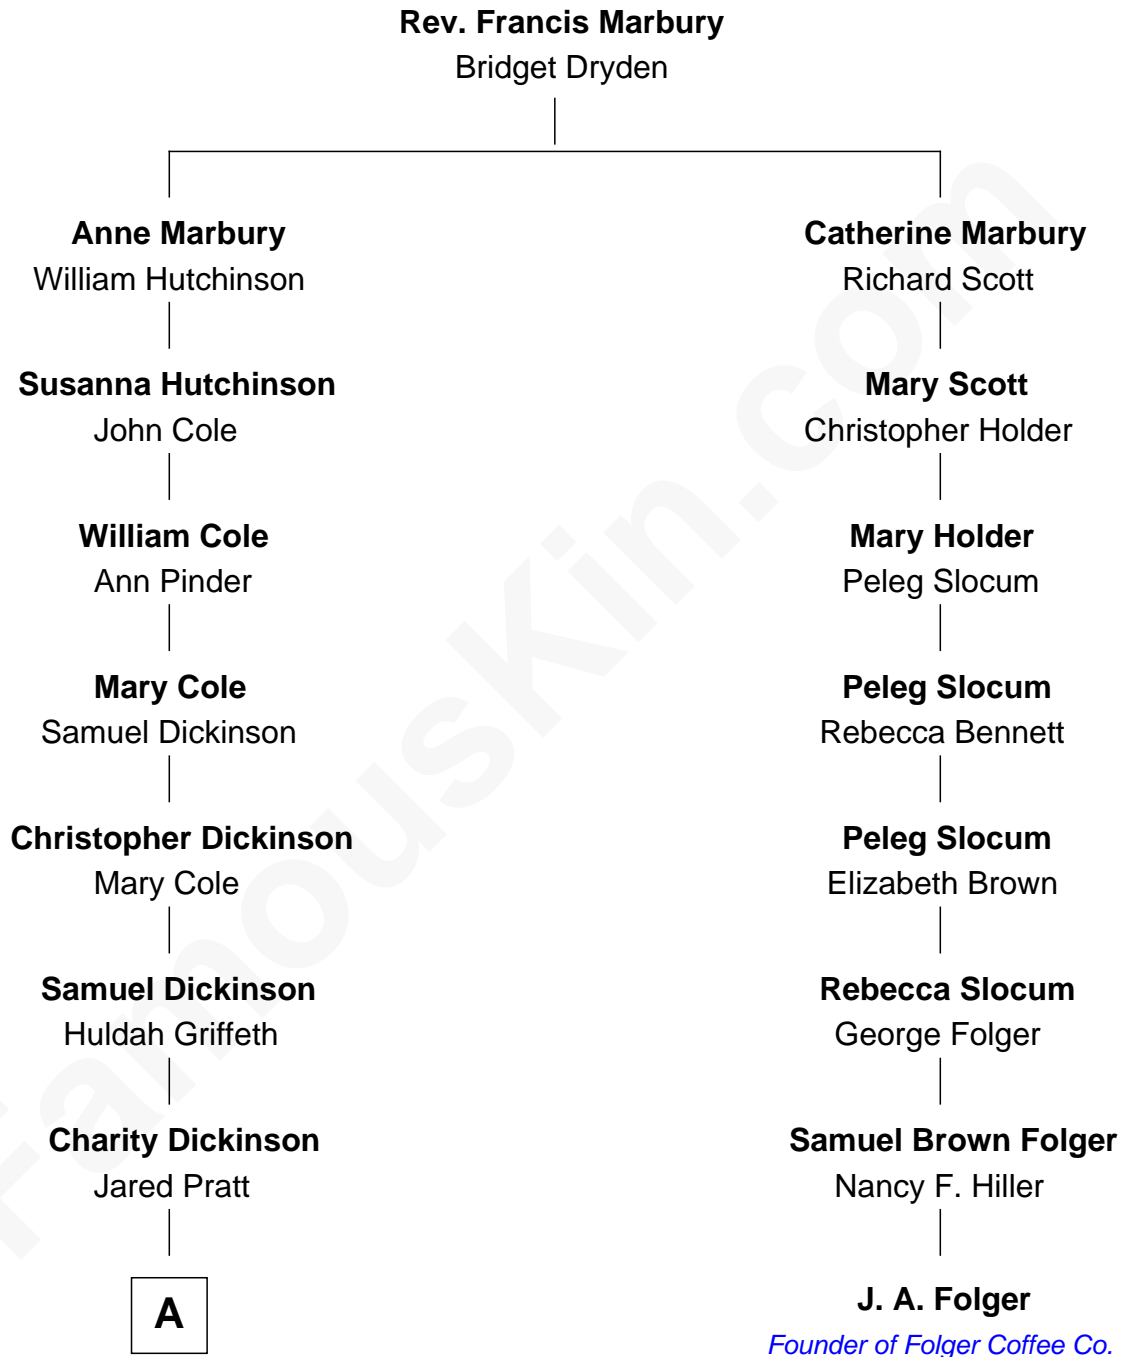 Rev. Francis Marbury
Bridget Dryden
Anne Marbury
William Hutchinson
Catherine Marbury
Richard Scott
Susanna Hutchinson
John Cole
Mary Scott
Christopher Holder
William Cole
Ann Pinder
Mary Holder
Peleg Slocum
Mary Cole
Samuel Dickinson
Peleg Slocum
Rebecca Bennett
Christopher Dickinson
Mary Cole
Peleg Slocum
Elizabeth Brown
Samuel Dickinson
Huldah Griffeth
Rebecca Slocum
George Folger
Charity Dickinson
Jared Pratt
Samuel Brown Folger
Nancy F. Hiller
A
J. A. Folger
Founder of Folger Coffee Co.
FamousKin.com